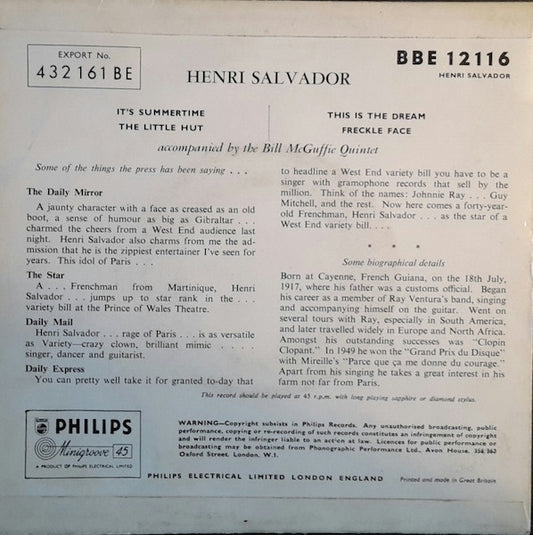 EXPORT No.
432 161 BE
BBE 12116
HENRI SALVADOR
HENRI SALVADOR
IT'S SUMMERTIME
THE LITTLE HUT
THIS IS THE DREAM
FRECKLE FACE
accompanied by the Bill McGuffie Quintet
Some of the things the press has been saying . . .
The Daily Mirror
A jaunty character with a face as creased as an old
boot, a sense of humour as big as Gibraltar . . .
charmed the cheers from a West End audience last
night. Henri Salvador also charms from me the ad-
mission that he is the zippiest entertainer I've seen for
years. This idol of Paris . . .
The Star
A . . . Frenchman from Martinique, Henri
Salvador . . . jumps up to star rank in the . . .
variety bill at the Prince of Wales Theatre.
Daily Mail
Henri Salvador . . . rage of Paris . . . is as versatile
as Variety—crazy clown, brilliant mimic . . . .
singer, dancer and guitarist.
Daily Express
You can pretty well take it for granted to-day that
to headline a West End variety bill you have to be a
singer with gramophone records that sell by the
million. Think of the names: Johnnie Ray . . . Guy
Mitchell, and the rest. Now here comes a forty-year-
old Frenchman, Henri Salvador . . . as the star of a
West End variety bill. . . .
* * *
Some biographical details
Born at Cayenne, French Guiana, on the 18th July,
1917, where his father was a customs official. Began
his career as a member of Ray Ventura's band, singing
and accompanying himself on the guitar. Went on
several tours with Ray, especially in South America,
and later travelled widely in Europe and North Africa.
Amongst his outstanding successes was "Clopin
Clopant." In 1949 he won the "Grand Prix du Disque"
with Mireille's "Parce que ça me donne du courage."
Apart from his singing he takes a great interest in his
farm not far from Paris.
This record should be played at 45 r.p.m. with long playing sapphire or diamond stylus.
PHILIPS
Minigroove 45
A PRODUCT OF PHILIPS ELECTRICAL LIMITED
WARNING—Copyright subsists in Philips Records. Any unauthorised broadcasting, public
performance, copying or re-recording of such records constitutes an infringement of copyright
and will render the infringer liable to an action at law. Licences for public performance or
broadcasting may be obtained from Phonographic Performance Ltd., Avon House, 356/362
Oxford Street, London, W.1.
PHILIPS ELECTRICAL LIMITED LONDON ENGLAND
Printed and made in Great Britain